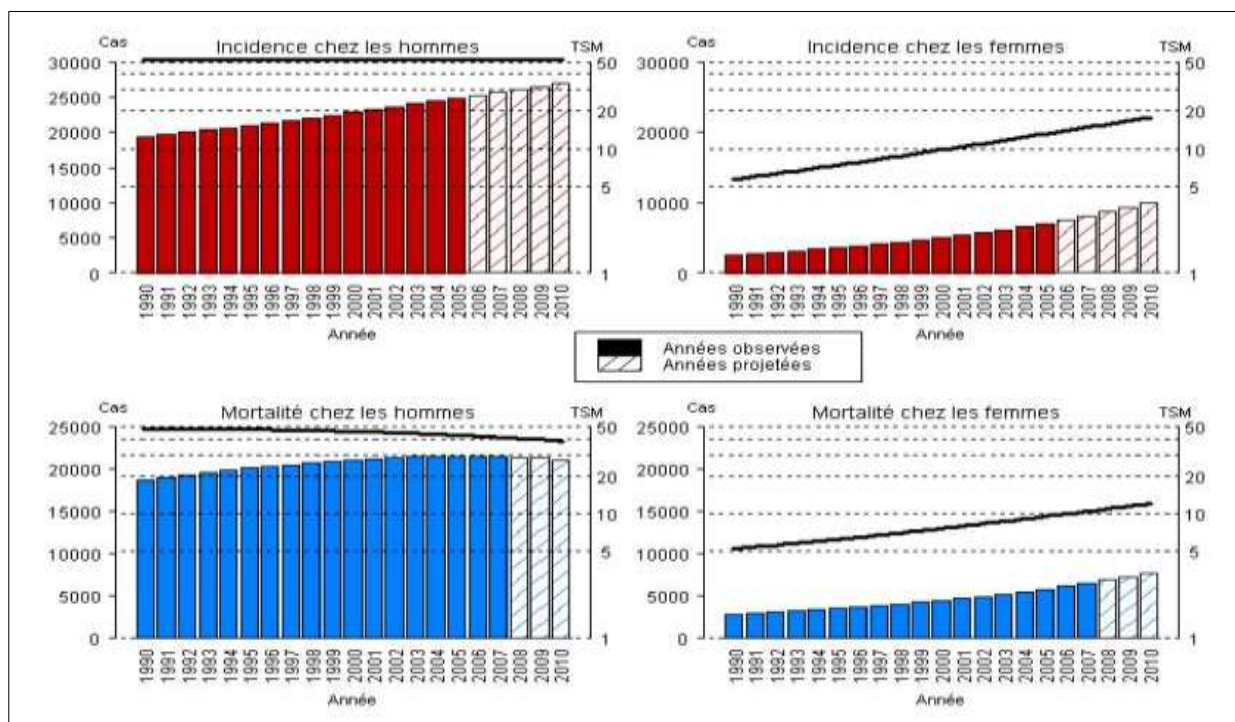 Cas Incidence chez les hommes TSM
30000 50
25000
20000 20
15000 10
10000 5
5000
0 1
1990 1991 1992 1993 1994 1995 1996 1997 1998 1999 2000 2001 2002 2003 2004 2005 2006 2007 2008 2009 2010
Année
Cas Incidence chez les femmes TSM
30000 50
25000
20000 20
15000 10
10000 5
5000
0 1
1990 1991 1992 1993 1994 1995 1996 1997 1998 1999 2000 2001 2002 2003 2004 2005 2006 2007 2008 2009 2010
Année
Années observées
Années projetées
Cas Mortalité chez les hommes TSM
25000 50
20000 20
15000 10
10000 5
5000
0 1
1990 1991 1992 1993 1994 1995 1996 1997 1998 1999 2000 2001 2002 2003 2004 2005 2006 2007 2008 2009 2010
Année
Cas Mortalité chez les femmes TSM
25000 50
20000 20
15000 10
10000 5
5000
0 1
1990 1991 1992 1993 1994 1995 1996 1997 1998 1999 2000 2001 2002 2003 2004 2005 2006 2007 2008 2009 2010
Année